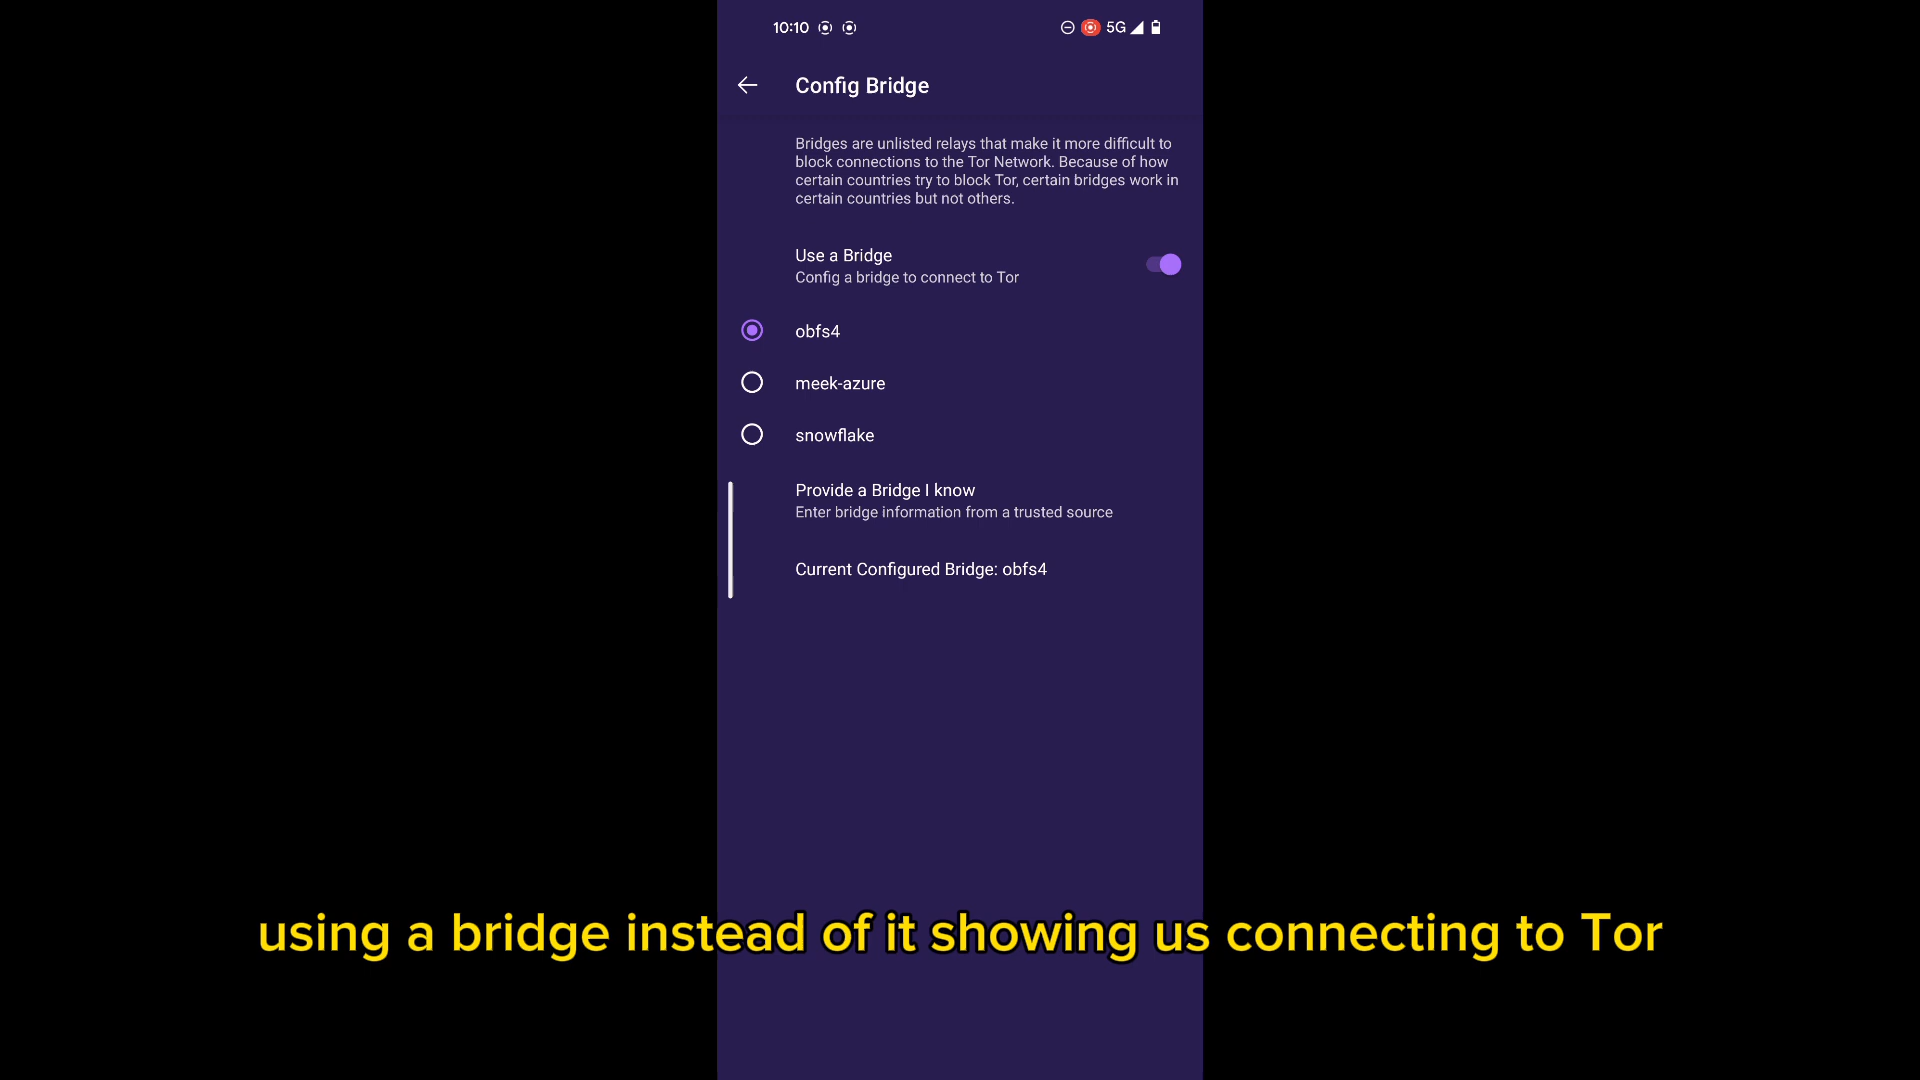 10:10 5G
Config Bridge
Bridges are unlisted relays that make it more difficult to
block connections to the Tor Network. Because of how
certain countries try to block Tor, certain bridges work in
certain countries but not others.
Use a Bridge
Config a bridge to connect to Tor
obfs4
meek-azure
snowflake
Provide a Bridge I know
Enter bridge information from a trusted source
Current Configured Bridge: obfs4
using a bridge instead of it showing us connecting to Tor